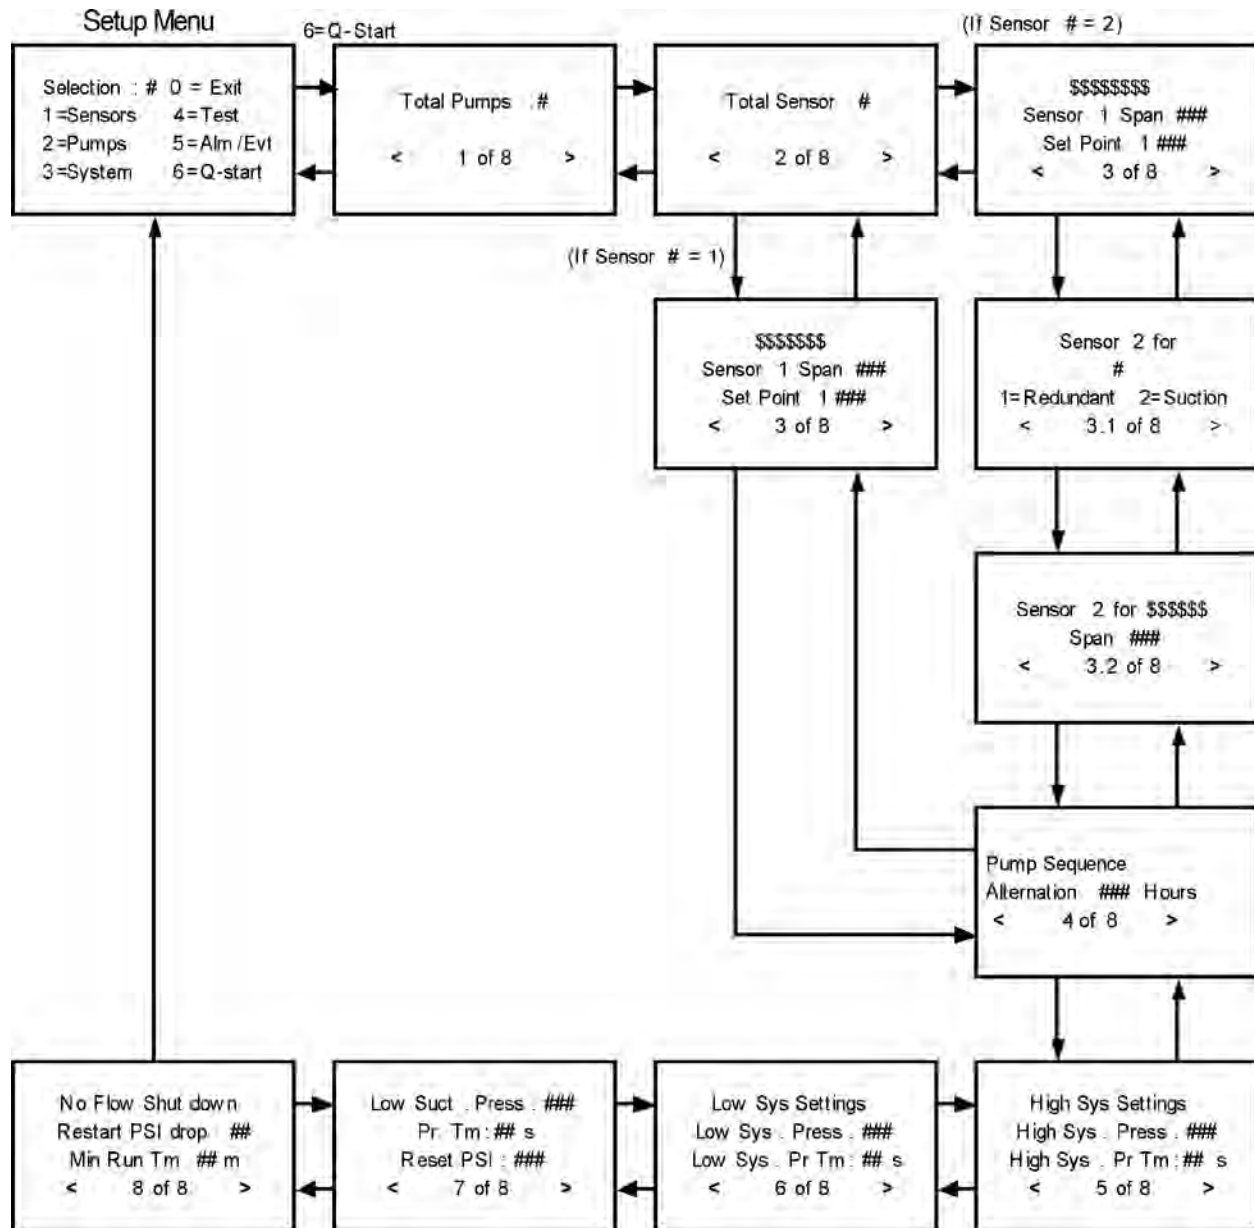 Setup Menu
6=Q-Start
(If Sensor # = 2)
Selection : # 0 = Exit
1=Sensors 4=Test
2=Pumps 5=Alm/Evt
3=System 6=Q-start
Total Pumps :#
< 1 of 8 >
Total Sensor #
< 2 of 8 >
$$$$$$$$$
Sensor 1 Span ###
Set Point 1 ###
< 3 of 8 >
(If Sensor # = 1)
$$$$$$$
Sensor 1 Span ###
Set Point 1 ###
< 3 of 8 >
Sensor 2 for
#
1=Redundant 2=Suction
< 3.1 of 8 >
Sensor 2 for $$$$$$
Span ###
< 3.2 of 8 >
Pump Sequence
Alternation ### Hours
< 4 of 8 >
No Flow Shut down
Restart PSI drop ##
Min Run Tm ## m
< 8 of 8 >
Low Suct . Press : ###
Pr. Tm : ## s
Reset PSI : ###
< 7 of 8 >
Low Sys Settings
Low Sys . Press . ###
Low Sys . Pr Tm : ## s
< 6 of 8 >
High Sys Settings
High Sys . Press . ###
High Sys . Pr Tm : ## s
< 5 of 8 >